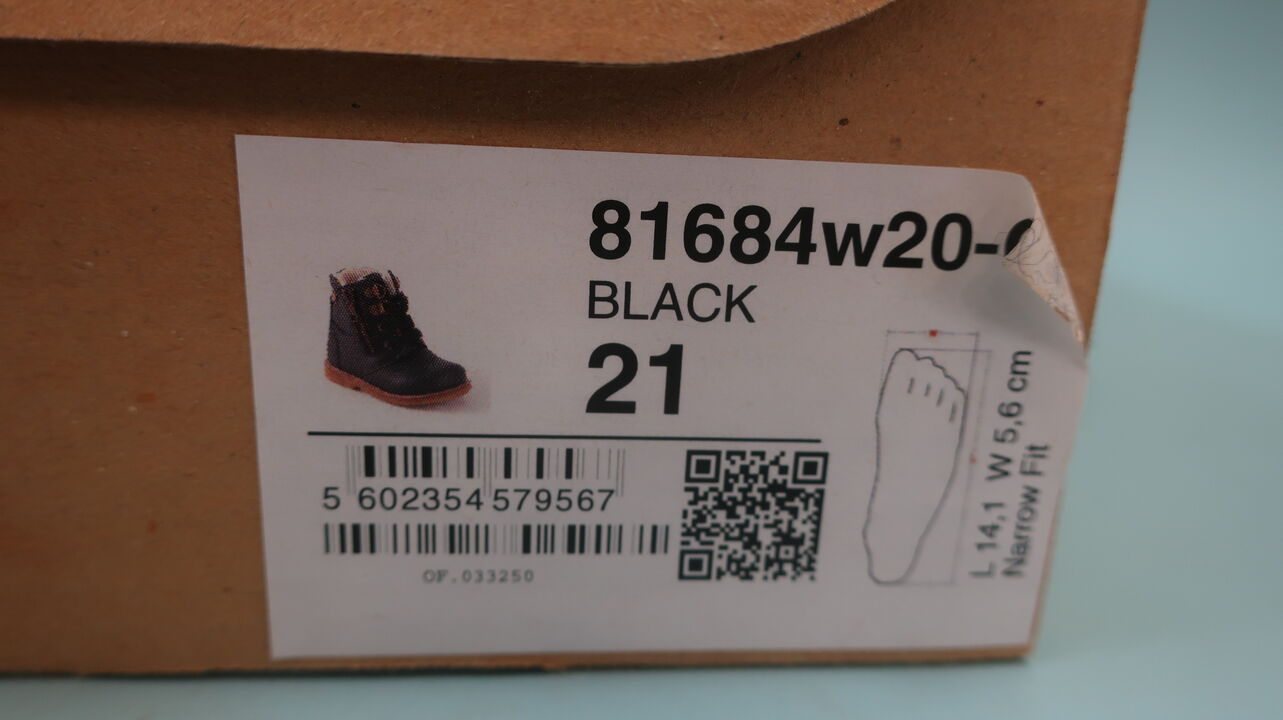 81684w20-
BLACK
21
5 602354 579567
OF.033250
L 14,1 W 5,6 cm
Narrow Fit